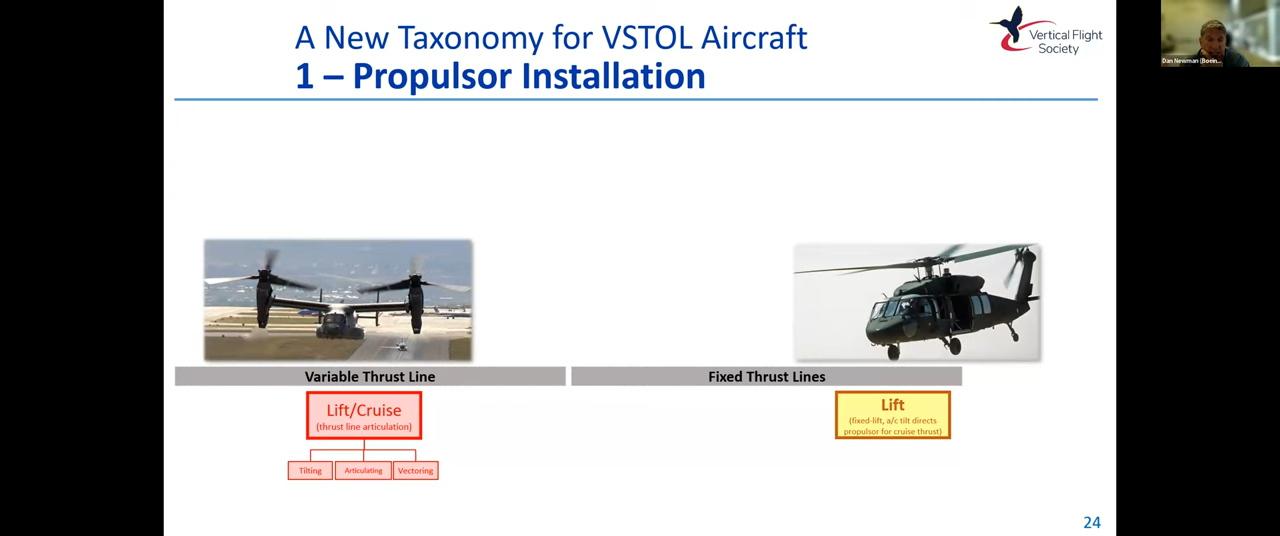 A New Taxonomy for VSTOL Aircraft
1 – Propulsor Installation
Vertical Flight
Society
Dan Newman (Boein...
Variable Thrust Line
Fixed Thrust Lines
Lift/Cruise
(thrust line articulation)
Tilting
Articulating
Vectoring
Lift
(fixed-lift, a/c tilt directs
propulsor for cruise thrust)
24